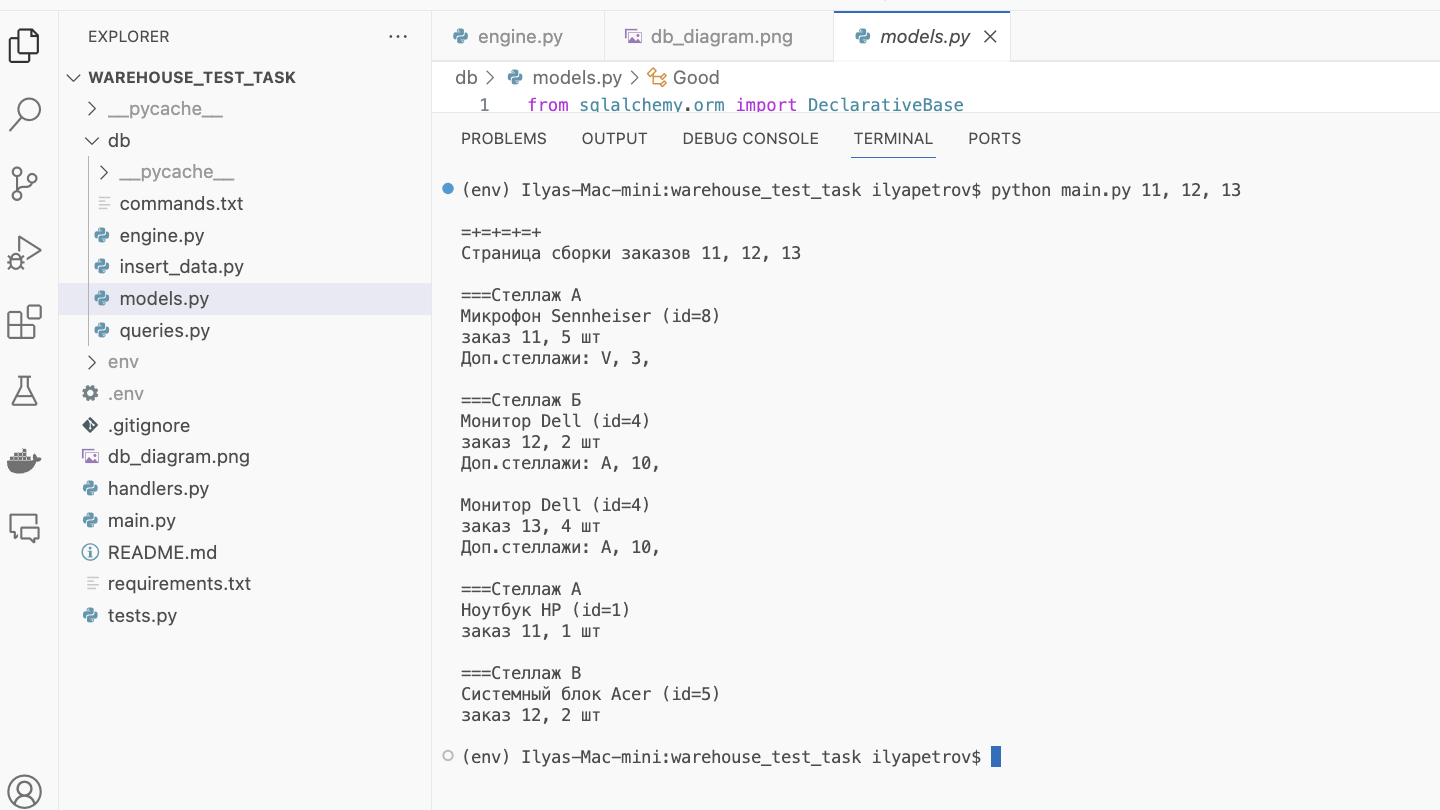 EXPLORER
WAREHOUSE_TEST_TASK
__pycache__
db
__pycache__
commands.txt
engine.py
insert_data.py
models.py
queries.py
env
.env
.gitignore
db_diagram.png
handlers.py
main.py
README.md
requirements.txt
tests.py
engine.py db_diagram.png models.py
db > models.py > Good
1 from sqlalchemy.orm import DeclarativeBase
PROBLEMS OUTPUT DEBUG CONSOLE TERMINAL PORTS
(env) Ilyas-Mac-mini:warehouse_test_task ilyapetrov$ python main.py 11, 12, 13
=+=+=+=+
Страница сборки заказов 11, 12, 13
===Стеллаж А
Микрофон Sennheiser (id=8)
заказ 11, 5 шт
Доп.стеллажи: V, 3,
===Стеллаж Б
Монитор Dell (id=4)
заказ 12, 2 шт
Доп.стеллажи: А, 10,
Монитор Dell (id=4)
заказ 13, 4 шт
Доп.стеллажи: А, 10,
===Стеллаж А
Ноутбук HP (id=1)
заказ 11, 1 шт
===Стеллаж В
Системный блок Acer (id=5)
заказ 12, 2 шт
(env) Ilyas-Mac-mini:warehouse_test_task ilyapetrov$